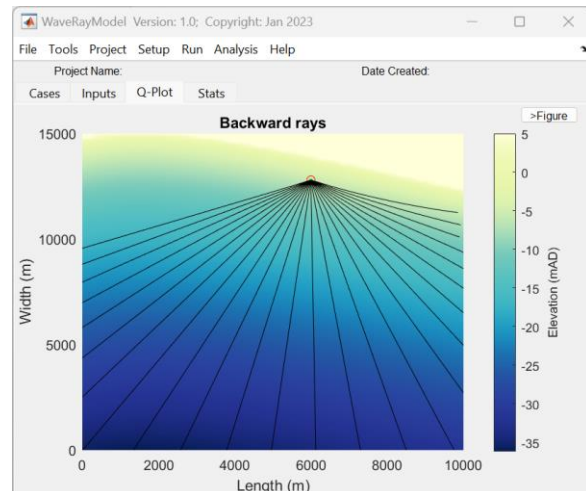 WaveRayModel Version: 1.0; Copyright: Jan 2023
File Tools Project Setup Run Analysis Help
Project Name: Date Created:
Cases Inputs Q-Plot Stats
>Figure
Backward rays
15000
10000
5000
0
Width (m)
0 2000 4000 6000 8000 10000
Length (m)
5
0
-5
-10
-15
-20
-25
-30
-35
Elevation (mAD)